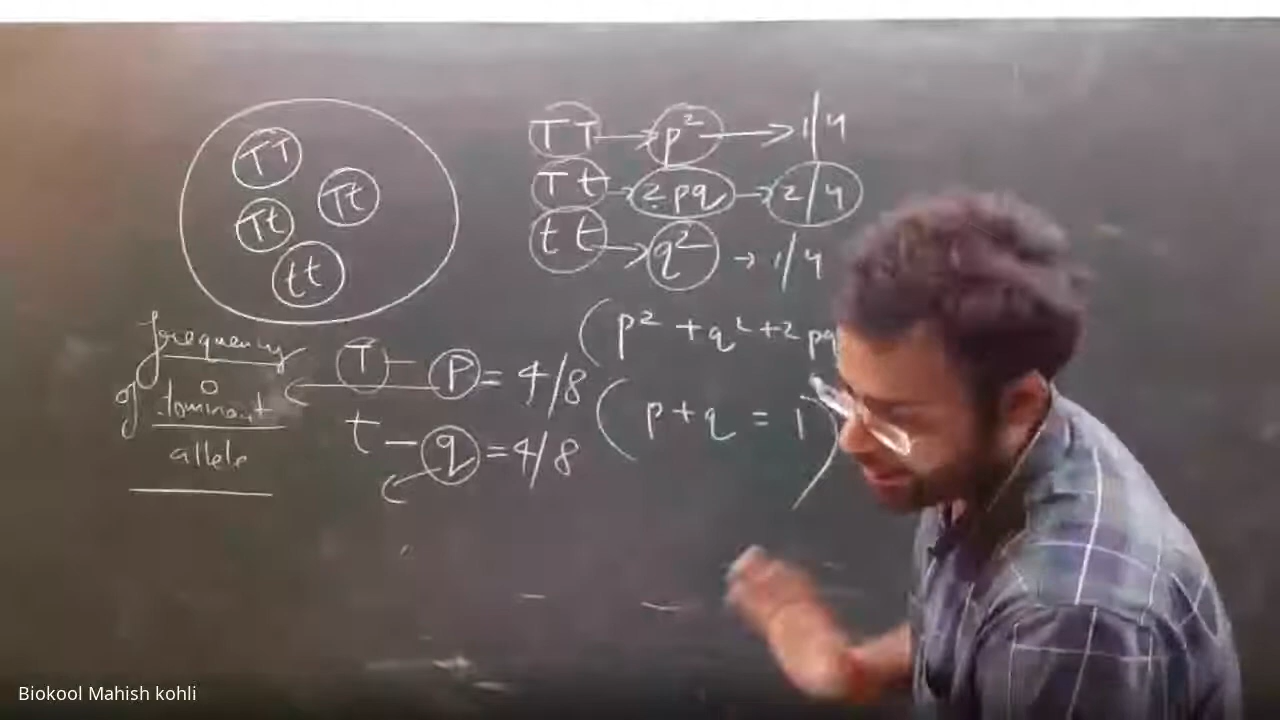 TT
Tt
Tt
tt
TT → p² → 1/4
Tt → 2pq → 2/4
tt → q² → 1/4
(p² + q² + 2pq
(p + q = 1)
frequency
of dominant
allele
T – p = 4/8
t – q = 4/8
Biokool Mahish kohli